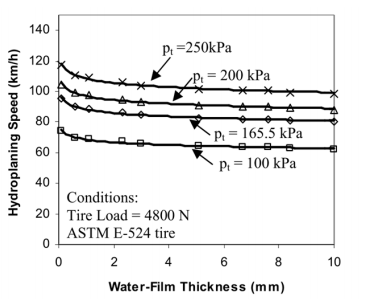 140
120
100
80
60
40
20
0
Hydroplaning Speed (km/h)
pt =250kPa
pt = 200 kPa
pt = 165.5 kPa
pt = 100 kPa
Conditions:
Tire Load = 4800 N
ASTM E-524 tire
0 2 4 6 8 10
Water-Film Thickness (mm)